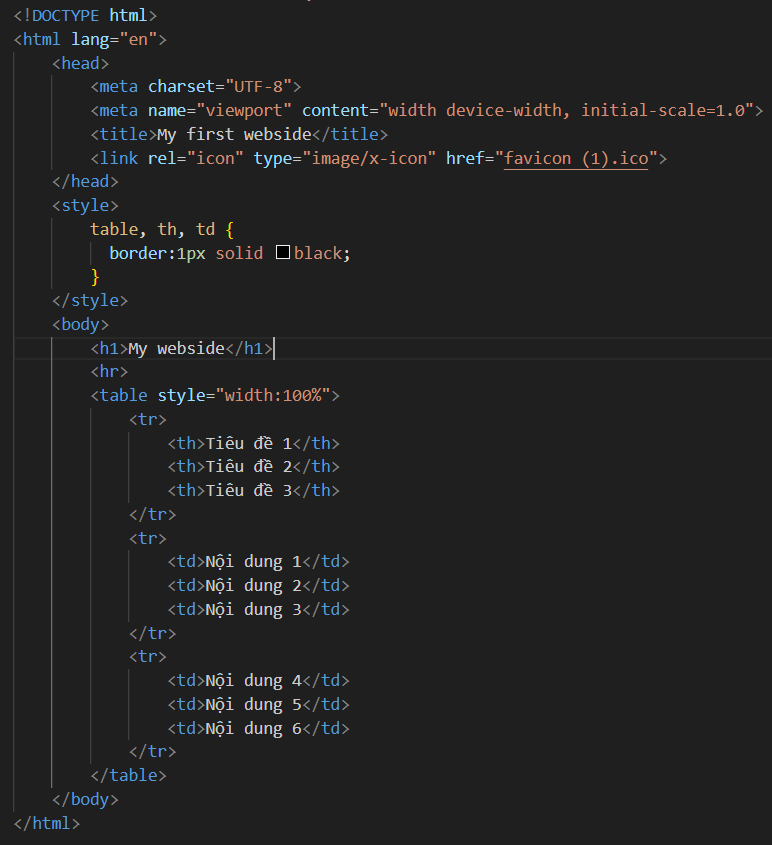 <!DOCTYPE html>
<html lang="en">
    <head>
        <meta charset="UTF-8">
        <meta name="viewport" content="width device-width, initial-scale=1.0">
        <title>My first webside</title>
        <link rel="icon" type="image/x-icon" href="favicon (1).ico">
    </head>
    <style>
        table, th, td {
          border:1px solid black;
        }
    </style>
    <body>
        <h1>My webside</h1>
        <hr>
        <table style="width:100%">
            <tr>
                <th>Tiêu đề 1</th>
                <th>Tiêu đề 2</th>
                <th>Tiêu đề 3</th>
            </tr>
            <tr>
                <td>Nội dung 1</td>
                <td>Nội dung 2</td>
                <td>Nội dung 3</td>
            </tr>
            <tr>
                <td>Nội dung 4</td>
                <td>Nội dung 5</td>
                <td>Nội dung 6</td>
            </tr>
        </table>
    </body>
</html>